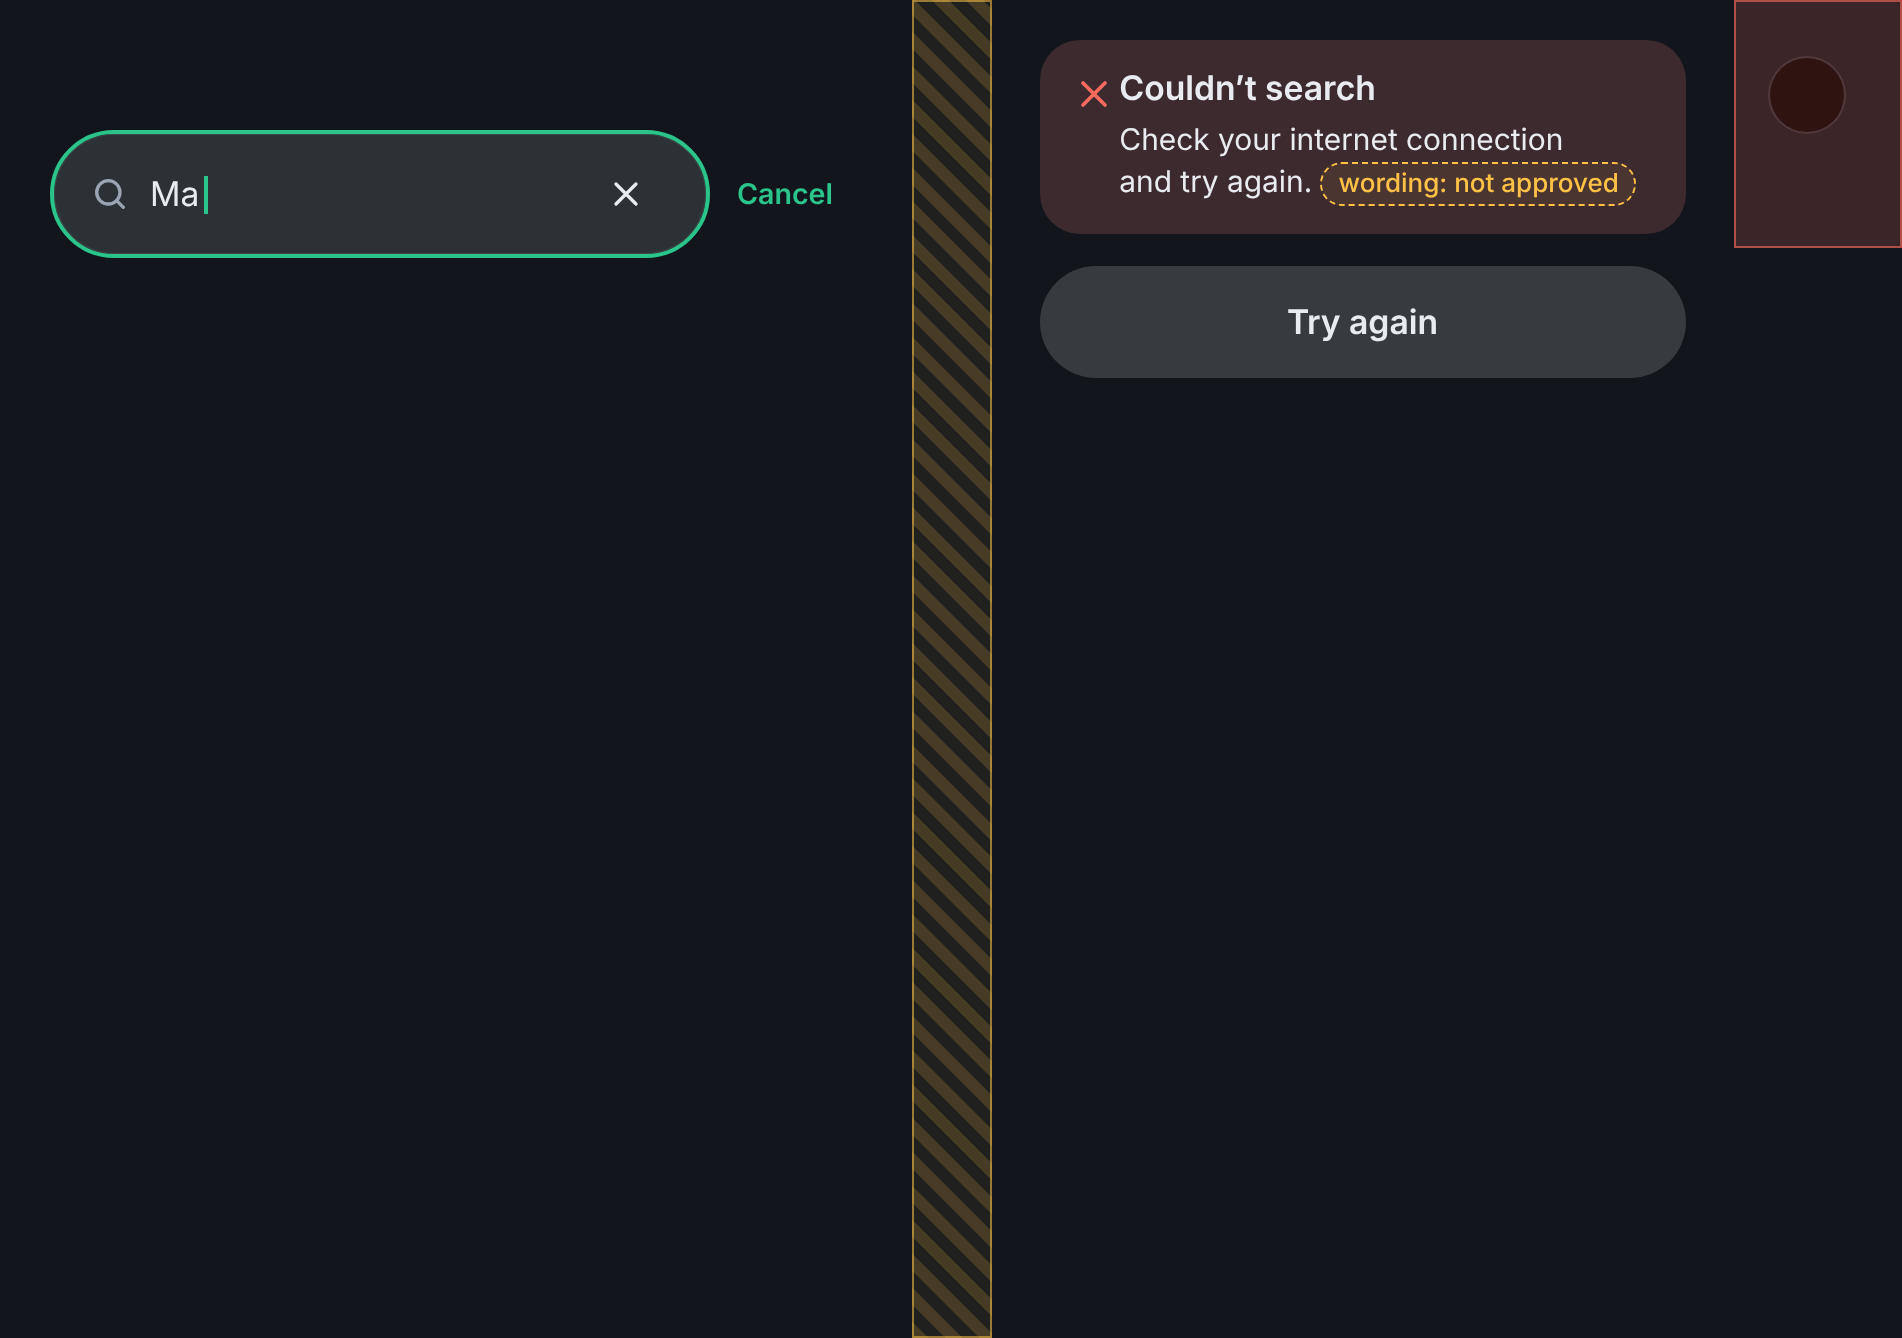 Ma
Cancel
Couldn’t search
Check your internet connection
and try again. wording: not approved
Try again